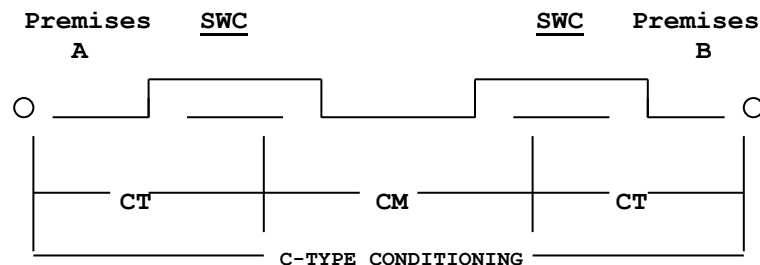 Premises SWC SWC Premises
A B
CT CM CT
C-TYPE CONDITIONING